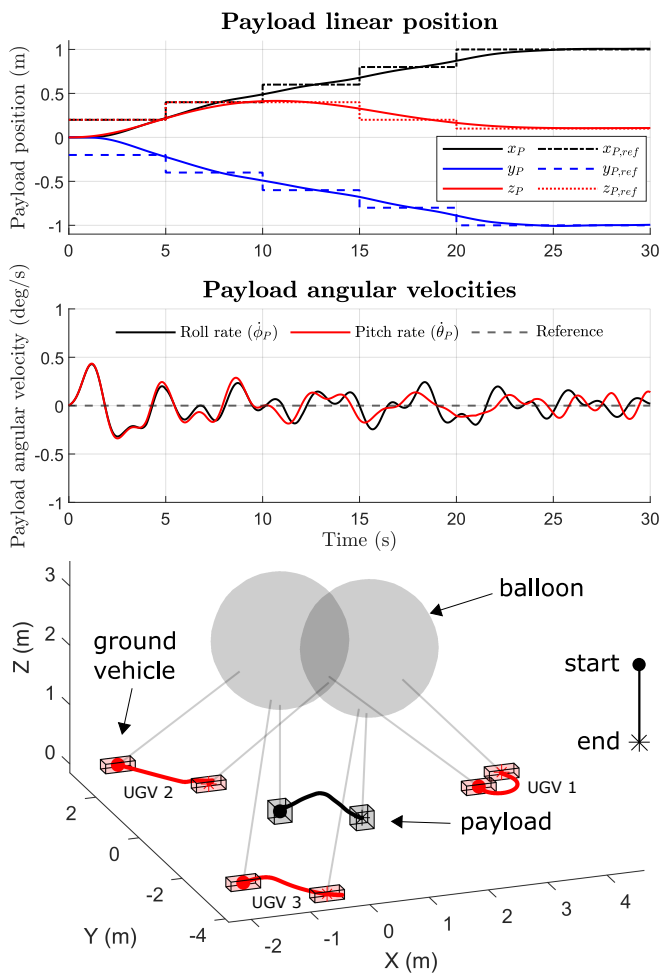 Payload linear position
Payload position (m)
1
0.5
0
-0.5
-1
x_P x_{P,ref}
y_P y_{P,ref}
z_P z_{P,ref}
0 5 10 15 20 25 30
Payload angular velocities
Payload angular velocity (deg/s)
1
0.5
0
-0.5
-1
Roll rate (ϕ̇_P) Pitch rate (θ̇_P) Reference
0 5 10 15 20 25 30
Time (s)
3
2
1
0
Z (m)
balloon
ground
vehicle
start
end
UGV 2
UGV 1
payload
UGV 3
2
0
-2
-4
Y (m)
-2 -1 0 1 2 3 4
X (m)